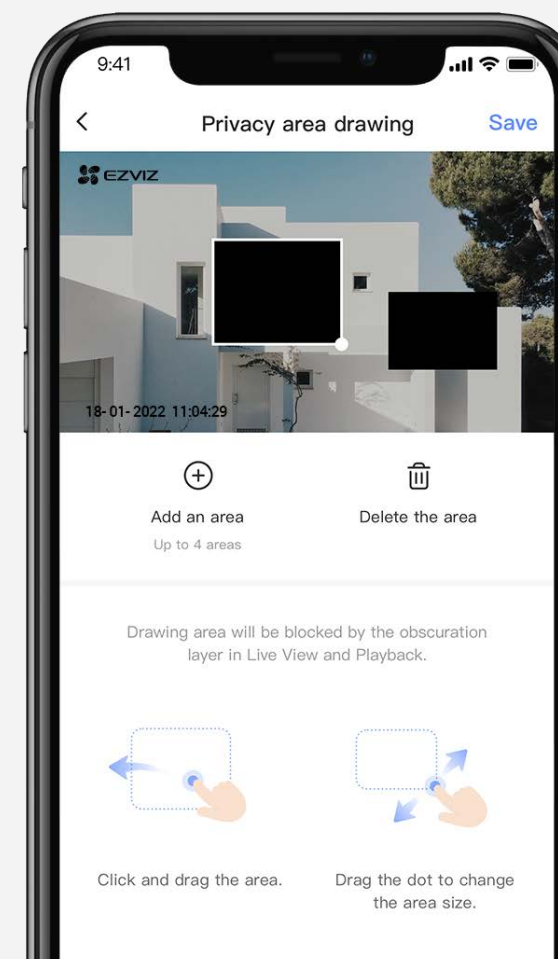 9:41
Privacy area drawing
Save
EZVIZ
18-01-2022 11:04:29
Add an area
Delete the area
Up to 4 areas
Drawing area will be blocked by the obscuration
layer in Live View and Playback.
Click and drag the area.
Drag the dot to change
the area size.